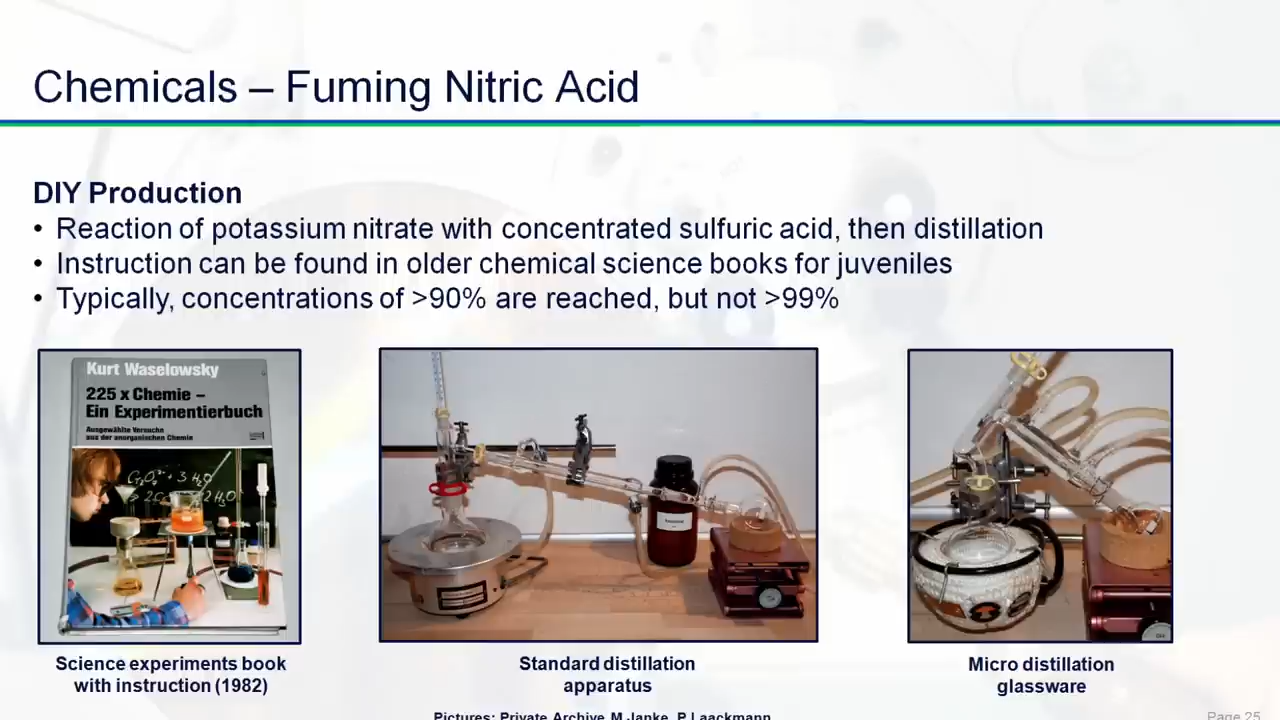 Chemicals – Fuming Nitric Acid
DIY Production
• Reaction of potassium nitrate with concentrated sulfuric acid, then distillation
• Instruction can be found in older chemical science books for juveniles
• Typically, concentrations of >90% are reached, but not >99%
Kurt Waselowsky
225 x Chemie –
Ein Experimentierbuch
Ausgewählte Versuche
aus der anorganischen Chemie
Science experiments book
with instruction (1982)
Standard distillation
apparatus
Micro distillation
glassware
Pictures: Private Archive M.Janke, P.Laackmann
Page 25